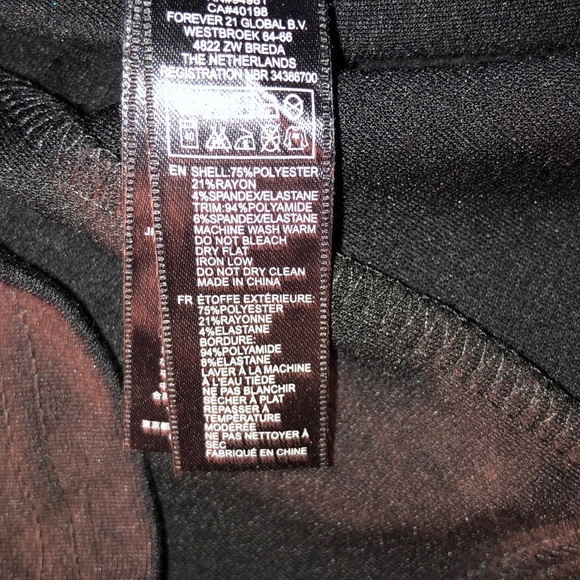 CA#40198
FOREVER 21 GLOBAL B.V.
WESTBROEK 64-66
4822 ZW BREDA
THE NETHERLANDS
REGISTRATION NBR 34386700
EN SHELL:75%POLYESTER
21%RAYON
4%SPANDEX/ELASTANE
TRIM:94%POLYAMIDE
6%SPANDEX/ELASTANE
MACHINE WASH WARM
DO NOT BLEACH
DRY FLAT
IRON LOW
DO NOT DRY CLEAN
MADE IN CHINA
FR ÉTOFFE EXTÉRIEURE:
75%POLYESTER
21%RAYONNE
4%ELASTANE
BORDURE:
94%POLYAMIDE
6%ELASTANE
LAVER À LA MACHINE
À L'EAU TIÈDE
NE PAS BLANCHIR
SÉCHER À PLAT
REPASSER À
TEMPÉRATURE
MODÉRÉE
NE PAS NETTOYER À
SEC
FABRIQUÉ EN CHINE